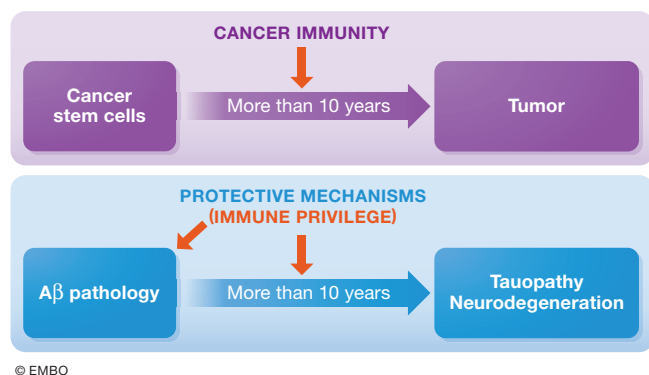 CANCER IMMUNITY
Cancer
stem cells
More than 10 years
Tumor
PROTECTIVE MECHANISMS
(IMMUNE PRIVILEGE)
Aβ pathology
More than 10 years
Tauopathy
Neurodegeneration
© EMBO